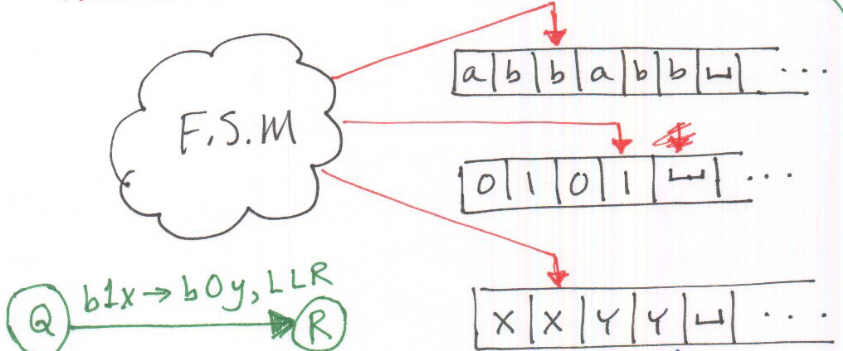 a b b a b b ␣ ...
F.S.M
0 1 0 1 ␣ ...
b1x → b0y, LLR
Q R
X X Y Y ␣ ...